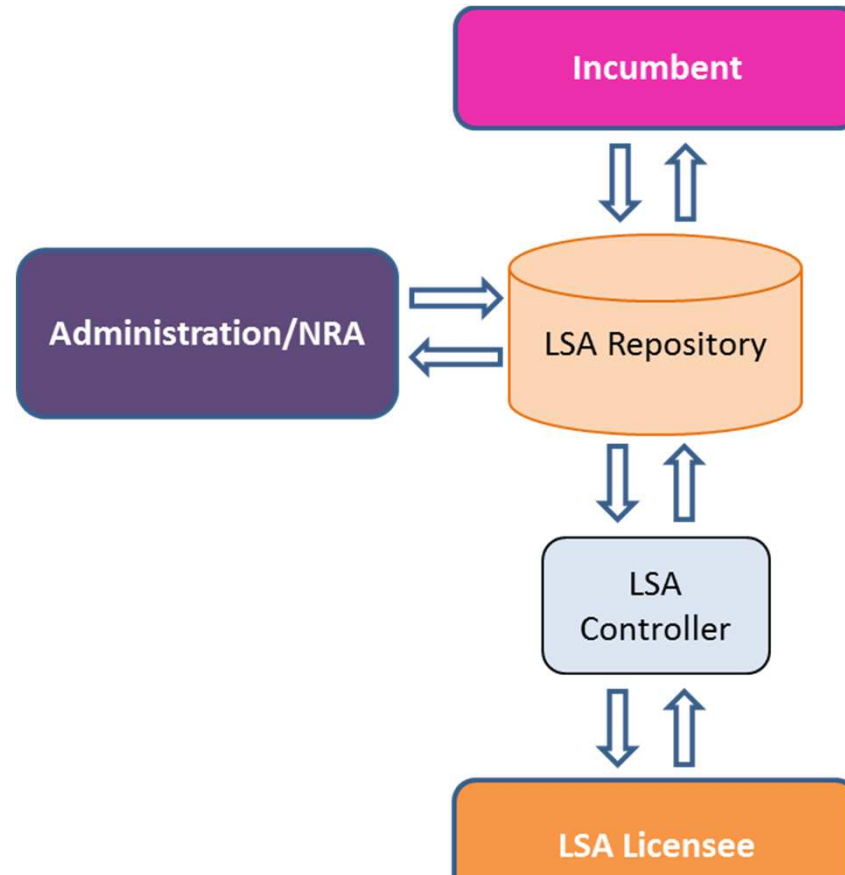 Incumbent
Administration/NRA
LSA Repository
LSA
Controller
LSA Licensee